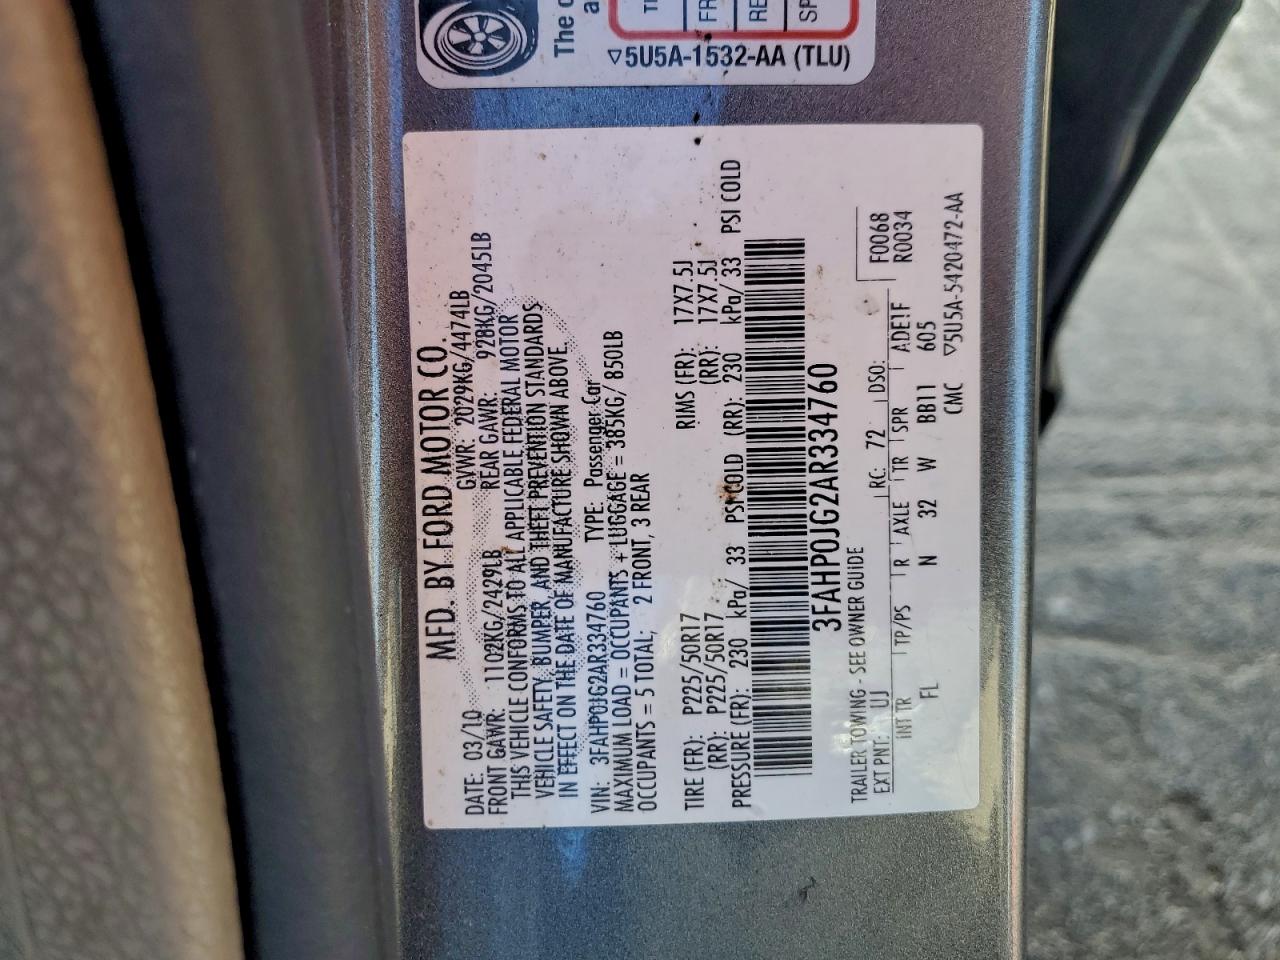 The
▽5U5A-1532-AA (TLU)
MFD. BY FORD MOTOR CO.
DATE: 03/10 GVWR: 2029KG/4474LB
FRONT GAWR: 1102KG/2429LB REAR GAWR: 928KG/2045LB
THIS VEHICLE CONFORMS TO ALL APPLICABLE FEDERAL MOTOR
VEHICLE SAFETY, BUMPER, AND THEFT PREVENTION STANDARDS
IN EFFECT ON THE DATE OF MANUFACTURE SHOWN ABOVE.
VIN: 3FAHP0JG2AR334760 TYPE: Passenger Car
MAXIMUM LOAD = OCCUPANTS + LUGGAGE = 385KG/ 850LB
OCCUPANTS = 5 TOTAL; 2 FRONT, 3 REAR
TIRE (FR): P225/50R17 RIMS (FR): 17X7.5J
(RR): P225/50R17 (RR): 17X7.5J
PRESSURE (FR): 230 kPa/ 33 PSI COLD (RR): 230 kPa/ 33 PSI COLD
3FAHP0JG2AR334760
TRAILER TOWING - SEE OWNER GUIDE
EXT PNT: UJ RC: 72 DSO: F0068
R0034
INT TR TP/PS R AXLE TR SPR ADE1F
FL N 32 W BB11 605
CMC ▽5U5A-5420472-AA